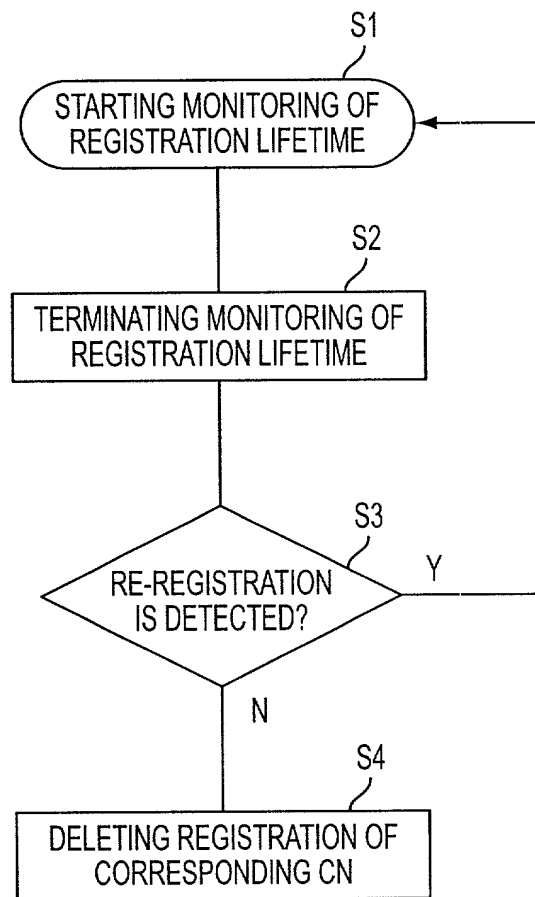 S1
STARTING MONITORING OF
REGISTRATION LIFETIME
S2
TERMINATING MONITORING OF
REGISTRATION LIFETIME
S3
RE-REGISTRATION
IS DETECTED?
Y
N
S4
DELETING REGISTRATION OF
CORRESPONDING CN